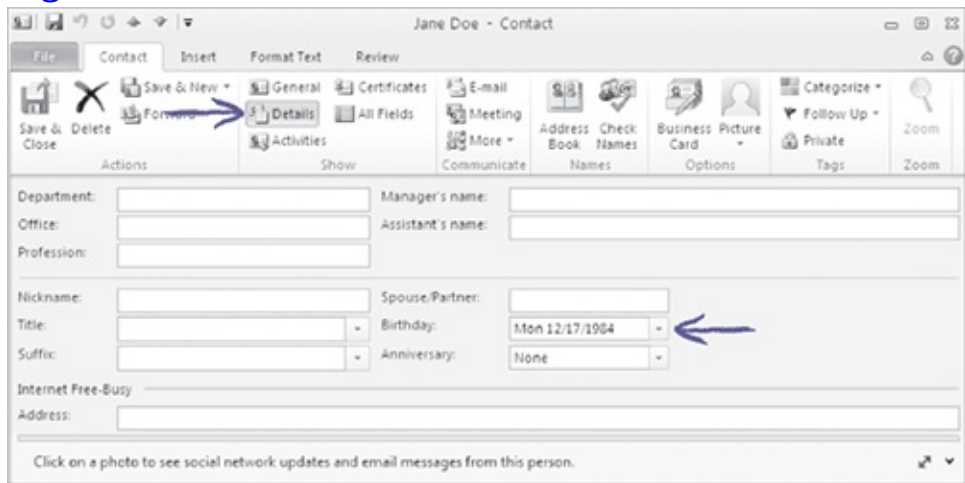 Jane Doe - Contact
File Contact Insert Format Text Review
Save & Close
Delete
Save & New
Forward
Actions
General
Details
Activities
Certificates
All Fields
Show
E-mail
Meeting
More
Communicate
Address Book
Check Names
Names
Business Card
Picture
Options
Categorize
Follow Up
Private
Tags
Zoom
Zoom
Department: Manager's name:
Office: Assistant's name:
Profession:
Nickname: Spouse/Partner:
Title: Birthday: Mon 12/17/1984
Suffix: Anniversary: None
Internet Free-Busy
Address:
Click on a photo to see social network updates and email messages from this person.